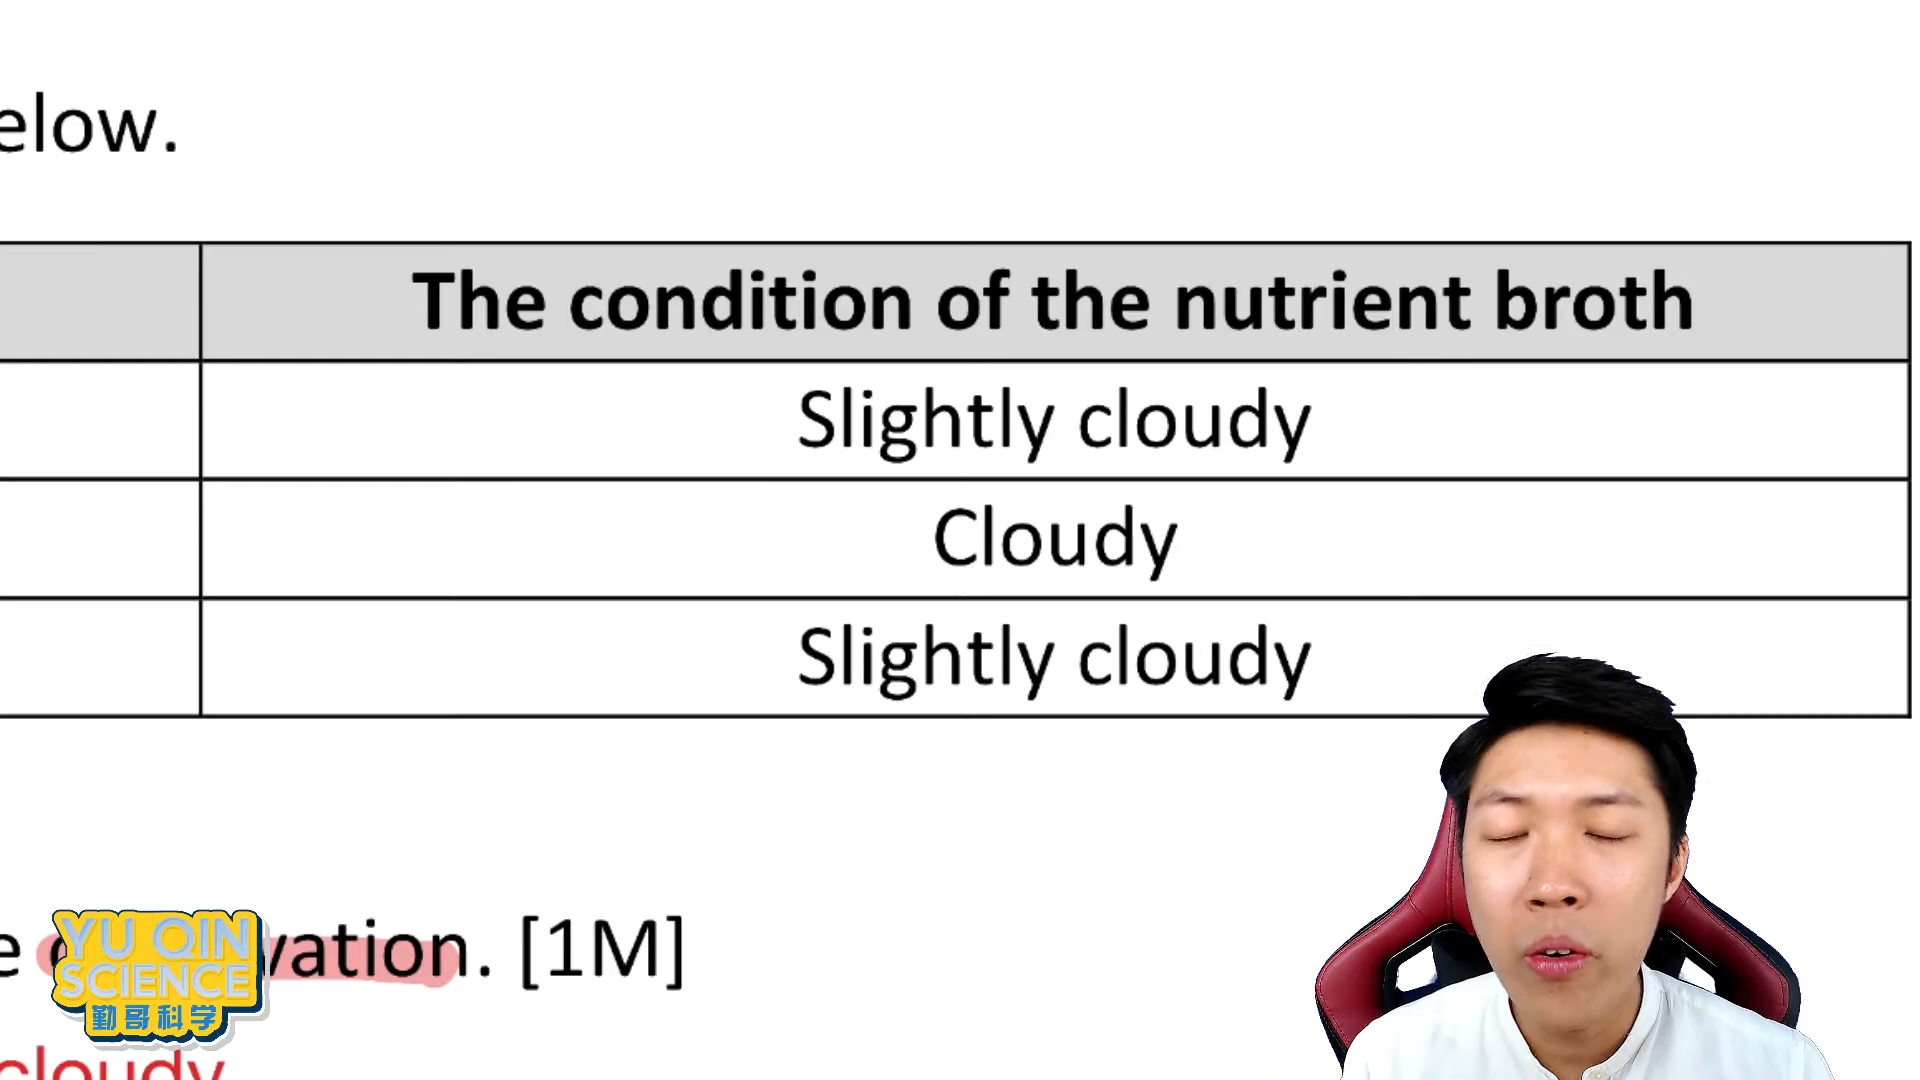 elow.
The condition of the nutrient broth
Slightly cloudy
Cloudy
Slightly cloudy
vation. [1M]
YU QIN
SCIENCE
勤哥科学
cloudy